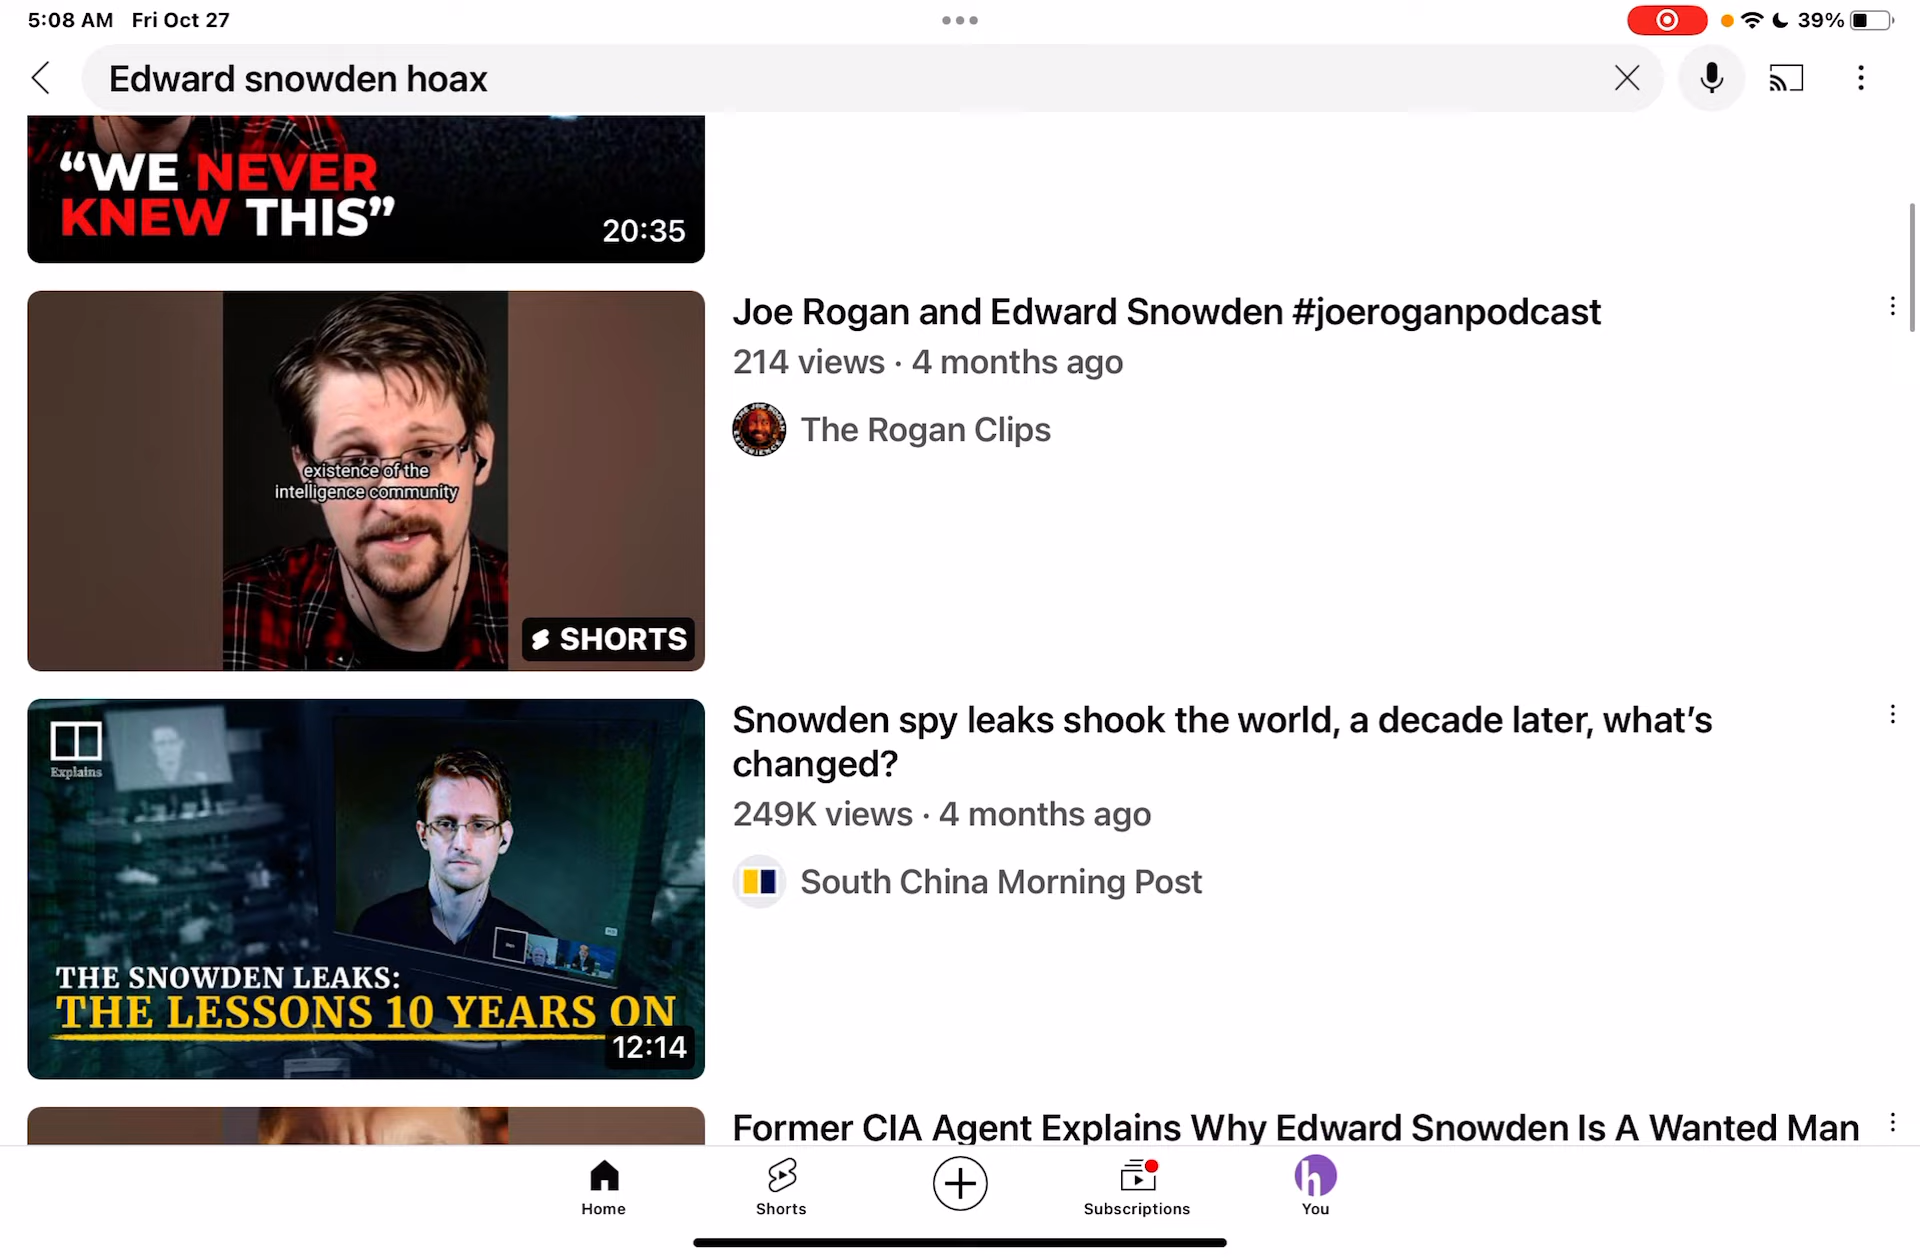 5:08 AM Fri Oct 27
39%
Edward snowden hoax
“WE NEVER
KNEW THIS”
20:35
Joe Rogan and Edward Snowden #joeroganpodcast
214 views · 4 months ago
The Rogan Clips
existence of the
intelligence community
SHORTS
Snowden spy leaks shook the world, a decade later, what’s
changed?
249K views · 4 months ago
South China Morning Post
Explains
THE SNOWDEN LEAKS:
THE LESSONS 10 YEARS ON
12:14
Former CIA Agent Explains Why Edward Snowden Is A Wanted Man
h
Home
Shorts
Subscriptions
You